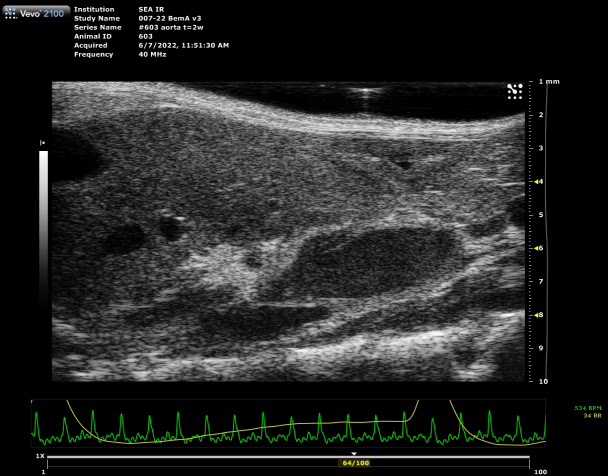 Vevo 2100
Institution SEA IR
Study Name 007-22 BemA v3
Series Name #603 aorta t=2w
Animal ID 603
Acquired 6/7/2022, 11:51:30 AM
Frequency 40 MHz
1 mm
2
3
4
5
6
7
8
9
10
534 BPM
34 RR
1X
64/100
1
100